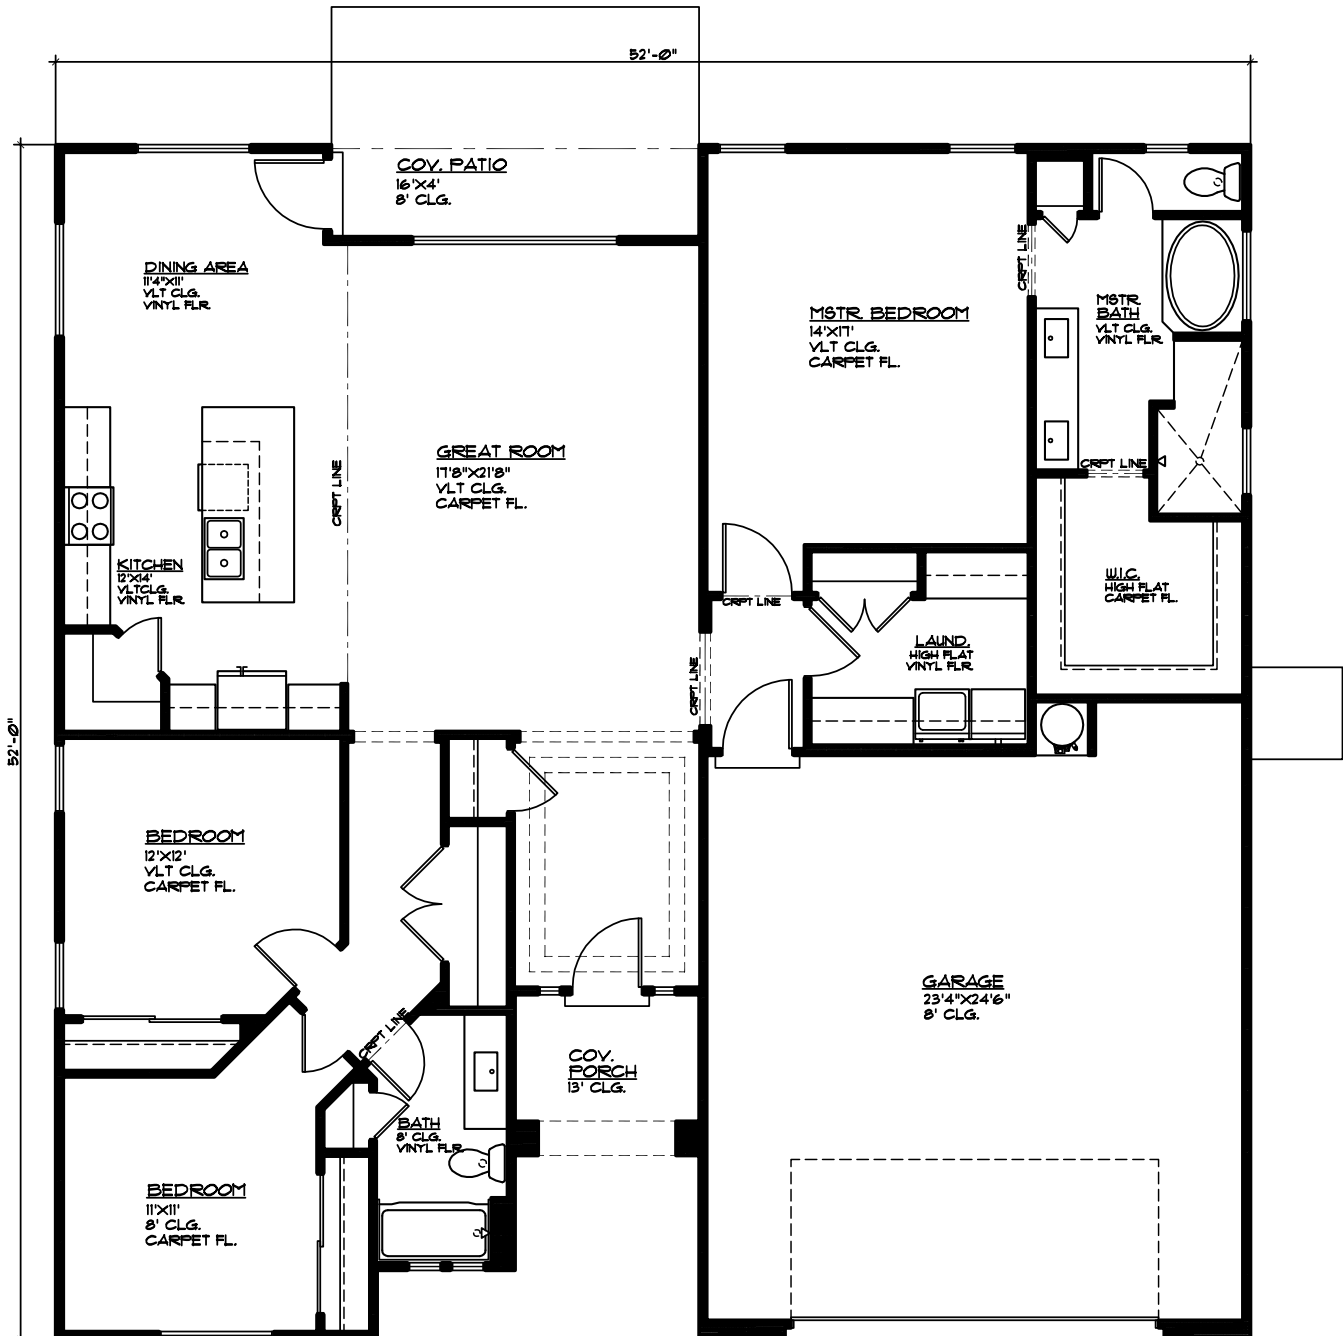 52'-0"
COV. PATIO
16'X4'
8' CLG.
DINING AREA
11'4"X11'
VLT CLG.
VINYL FLR.
MSTR. BEDROOM
14'X17'
VLT CLG.
CARPET FL.
CRPT LINE
MSTR.
BATH
VLT CLG.
VINYL FLR.
GREAT ROOM
17'8"X21'8"
VLT CLG.
CARPET FL.
CRPT LINE
CRPT LINE
KITCHEN
12'X14'
VLTCLG.
VINYL FLR.
W.I.C.
HIGH FLAT
CARPET FL.
CRPT LINE
LAUND.
HIGH FLAT
VINYL FLR.
CRPT LINE
52'-0"
BEDROOM
12'X12'
VLT CLG.
CARPET FL.
GARAGE
23'4"X24'6"
8' CLG.
CRPT LINE
COV.
PORCH
13' CLG.
BATH
8' CLG.
VINYL FLR.
BEDROOM
11'X11'
8' CLG.
CARPET FL.